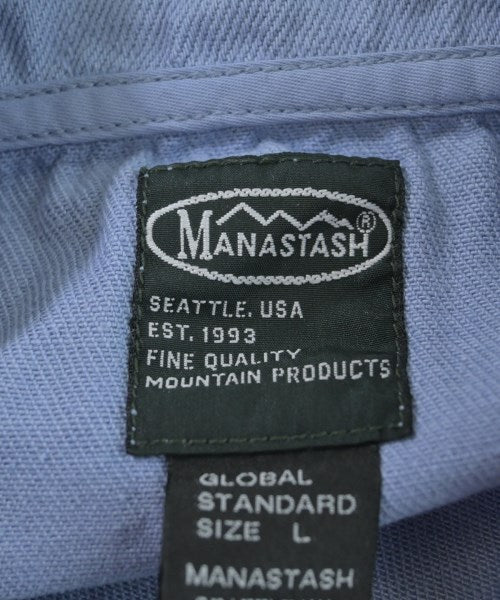 MANASTASH®
SEATTLE, USA
EST. 1993
FINE QUALITY
MOUNTAIN PRODUCTS
GLOBAL
STANDARD
SIZE L
MANASTASH